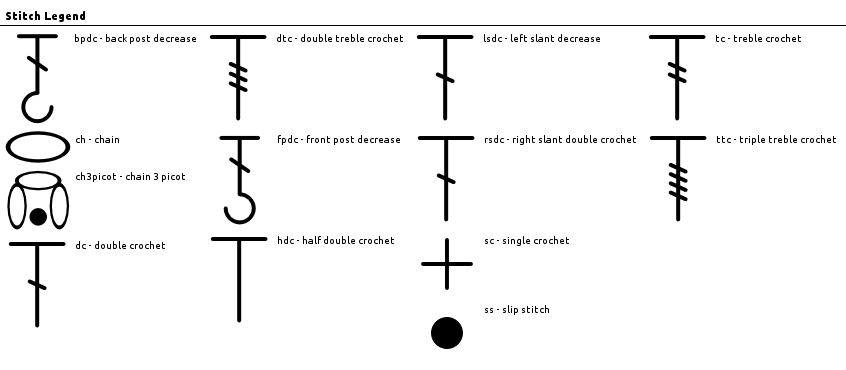 Stitch Legend
bpdc - back post decrease
ch - chain
ch3picot - chain 3 picot
dc - double crochet
dtc - double treble crochet
fpdc - front post decrease
hdc - half double crochet
lsdc - left slant decrease
rsdc - right slant double crochet
sc - single crochet
ss - slip stitch
tc - treble crochet
ttc - triple treble crochet